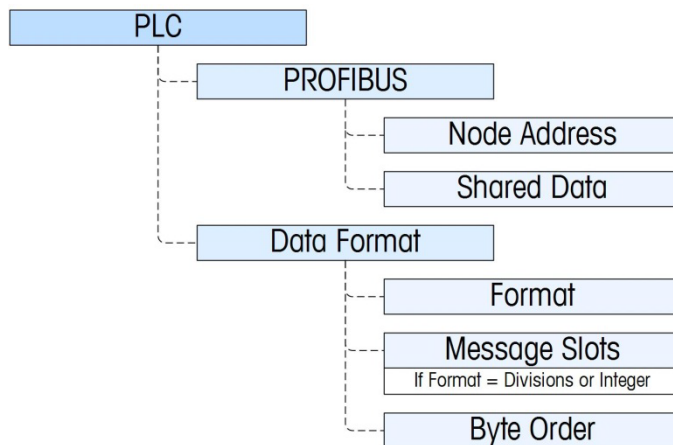 PLC
PROFIBUS
Node Address
Shared Data
Data Format
Format
Message Slots
If Format = Divisions or Integer
Byte Order